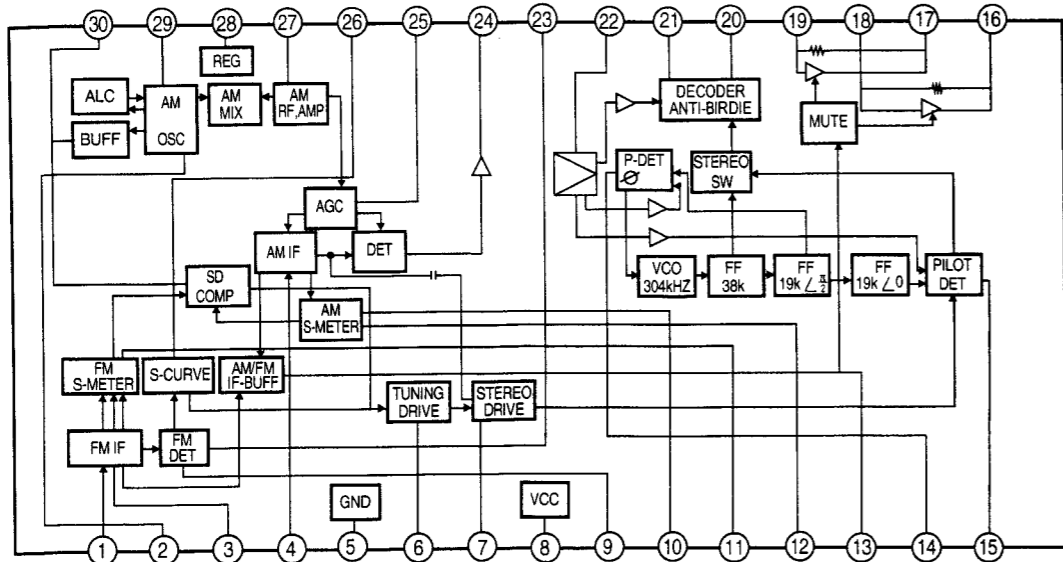 30 29 28 27 26 25 24 23 22 21 20 19 18 17 16
REG
ALC
AM
OSC
AM
MIX
AM
RF,AMP
BUFF
DECODER
ANTI-BIRDIE
MUTE
P-DET
STEREO
SW
AGC
AM IF
DET
SD
COMP
VCO
304kHZ
FF
38k
FF
19k ∠ π/2
FF
19k ∠0
PILOT
DET
AM
S-METER
FM
S-METER
S-CURVE
AM/FM
IF-BUFF
TUNING
DRIVE
STEREO
DRIVE
FM IF
FM
DET
GND
VCC
1 2 3 4 5 6 7 8 9 10 11 12 13 14 15